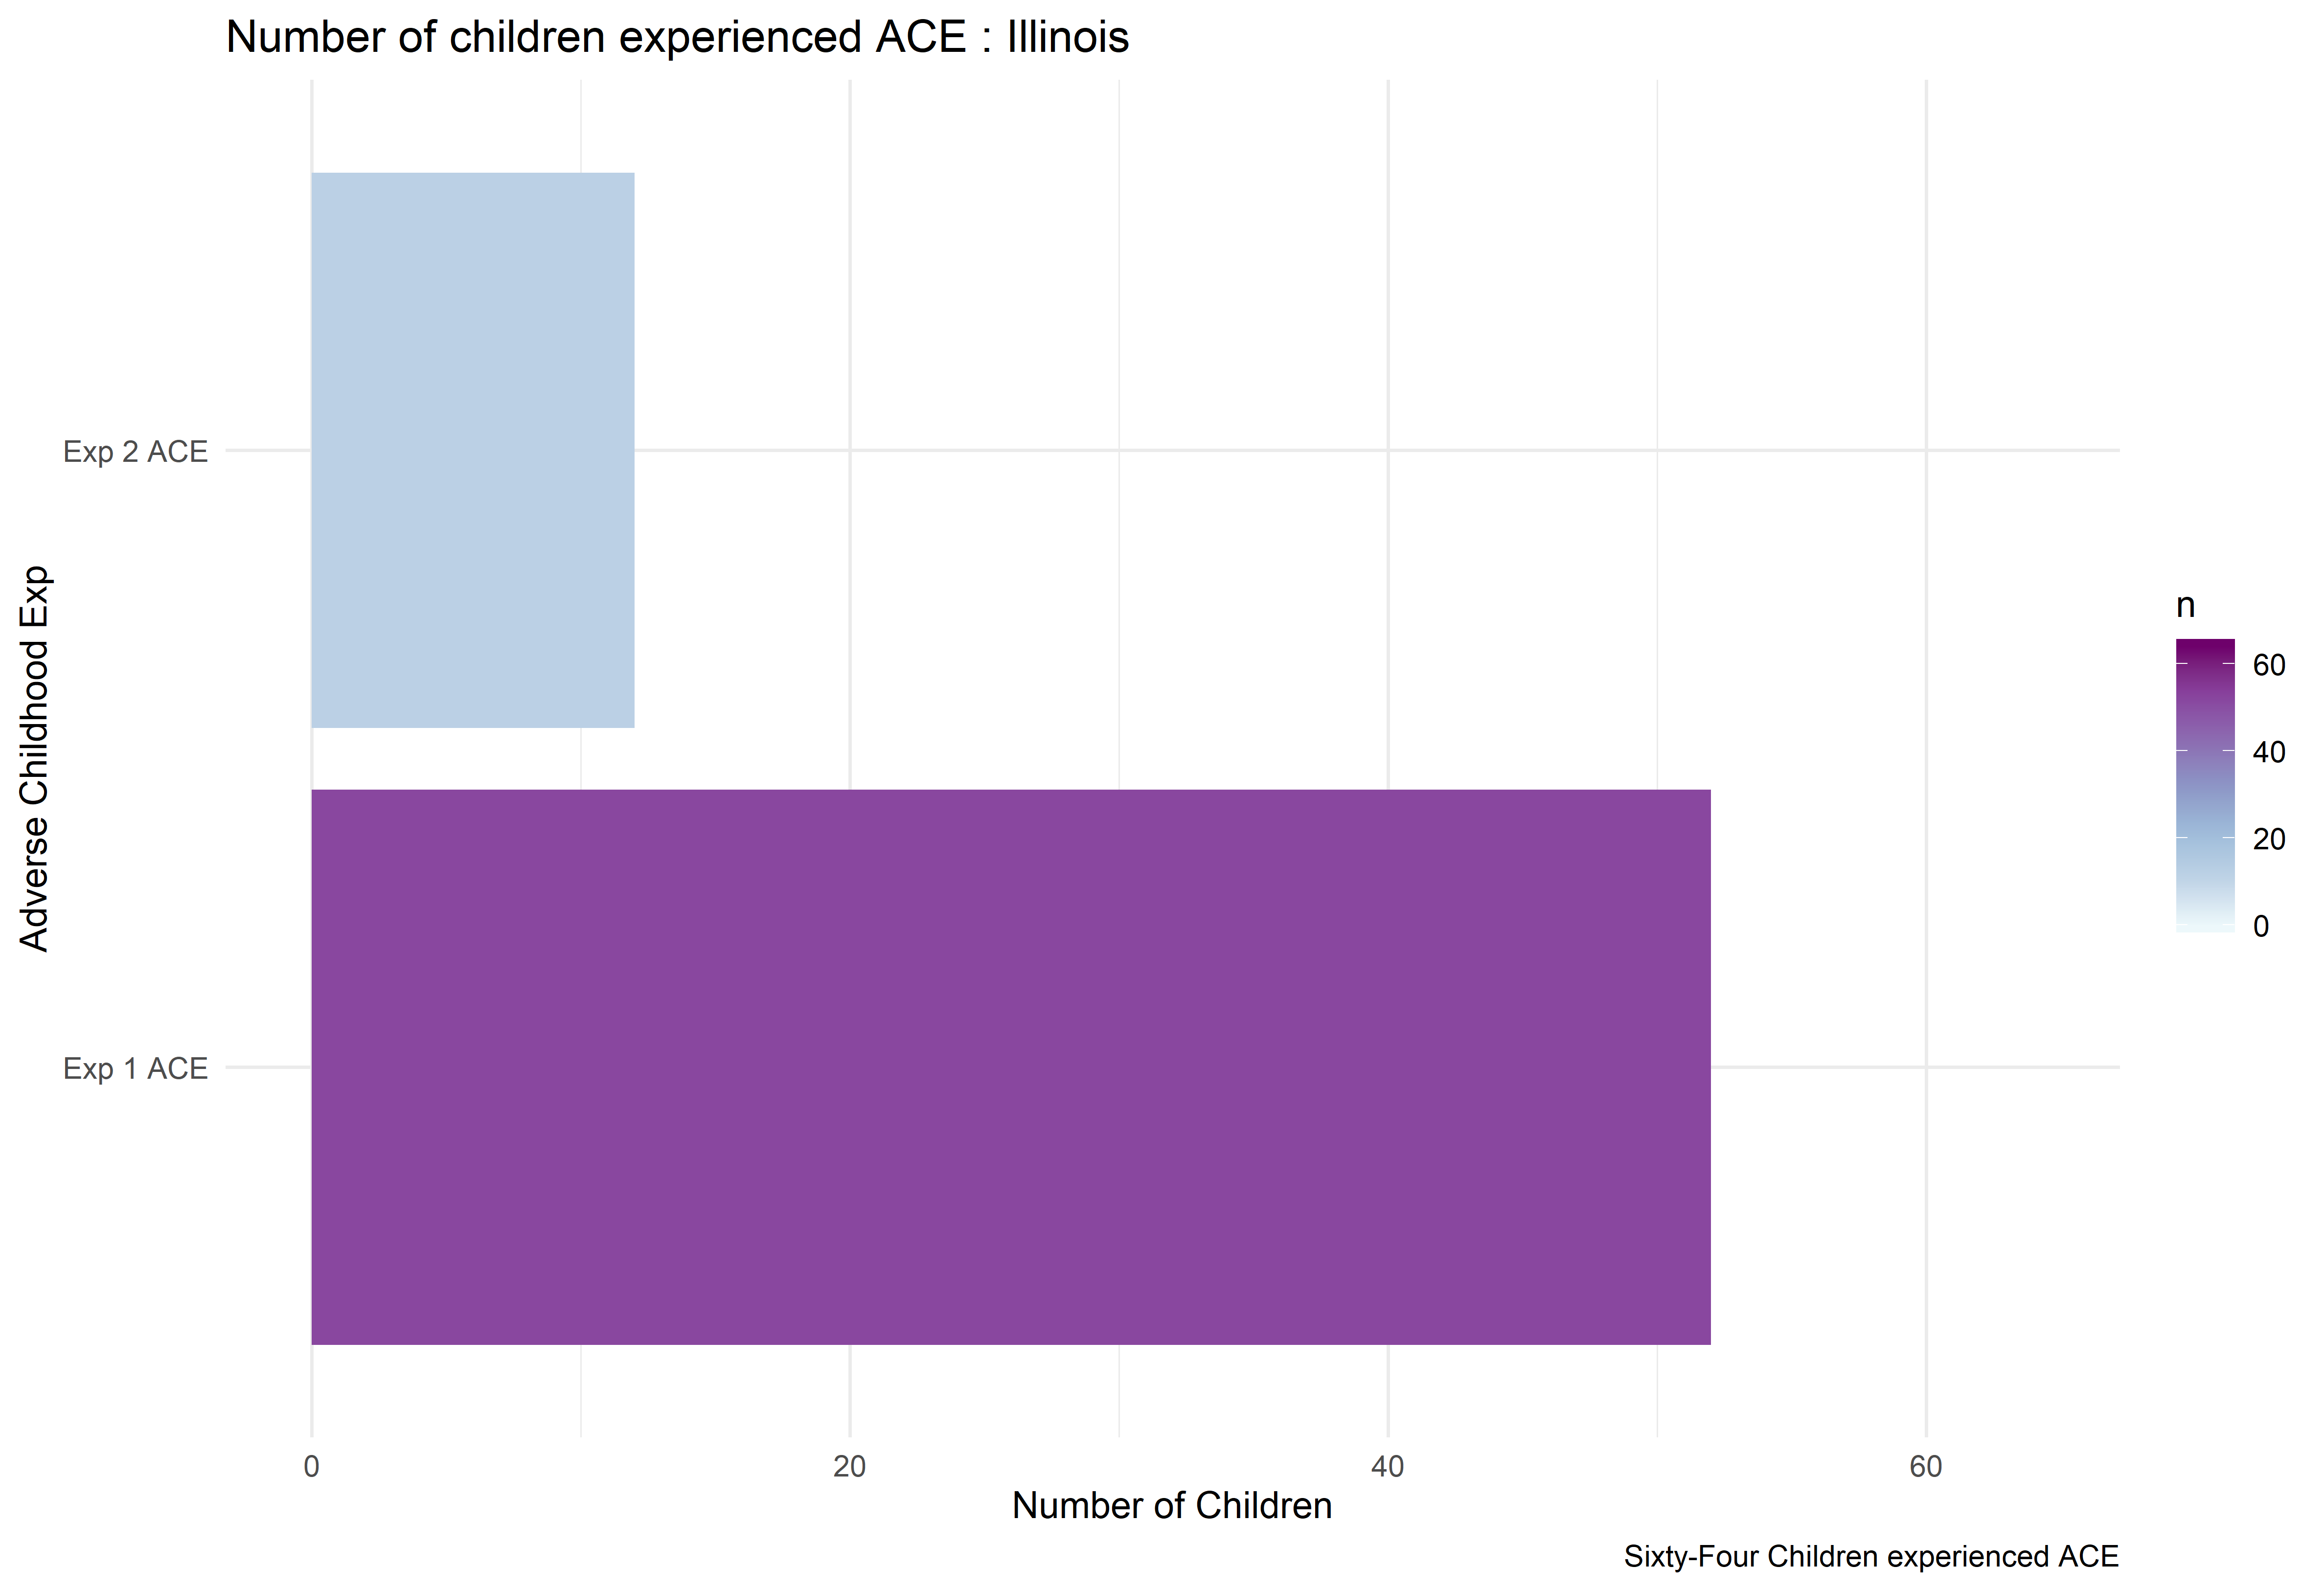 Number of children experienced ACE : Illinois
Adverse Childhood Exp
Exp 2 ACE
Exp 1 ACE
0
20
40
60
Number of Children
n
60
40
20
0
Sixty-Four Children experienced ACE